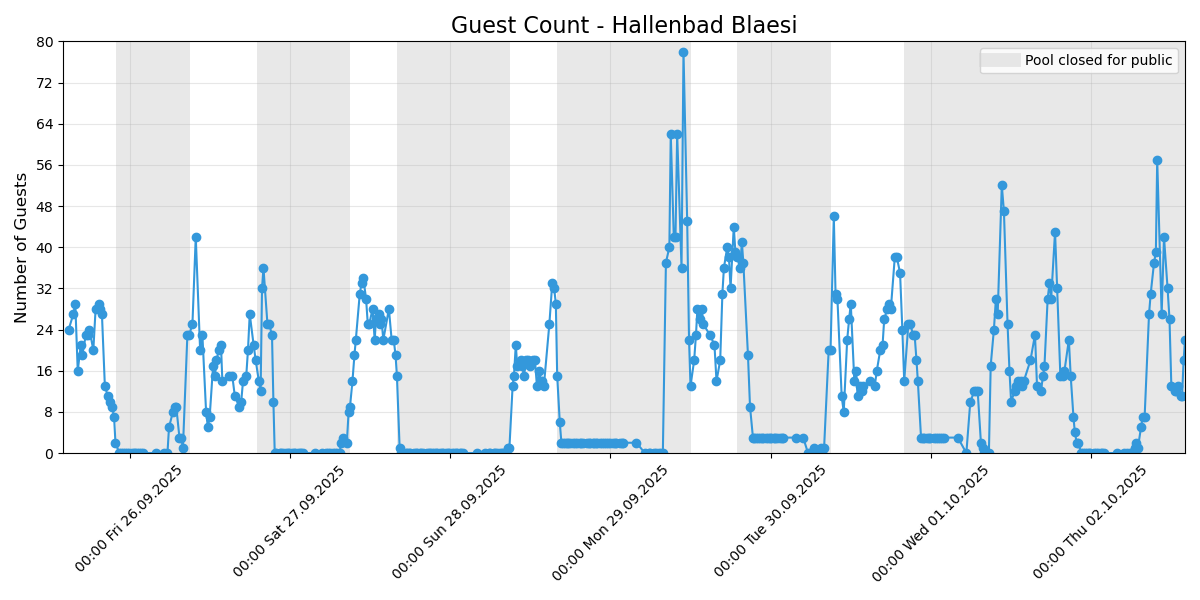 Guest Count - Hallenbad Blaesi
Pool closed for public
Number of Guests
80
72
64
56
48
40
32
24
16
8
0
00:00 Fri 26.09.2025
00:00 Sat 27.09.2025
00:00 Sun 28.09.2025
00:00 Mon 29.09.2025
00:00 Tue 30.09.2025
00:00 Wed 01.10.2025
00:00 Thu 02.10.2025